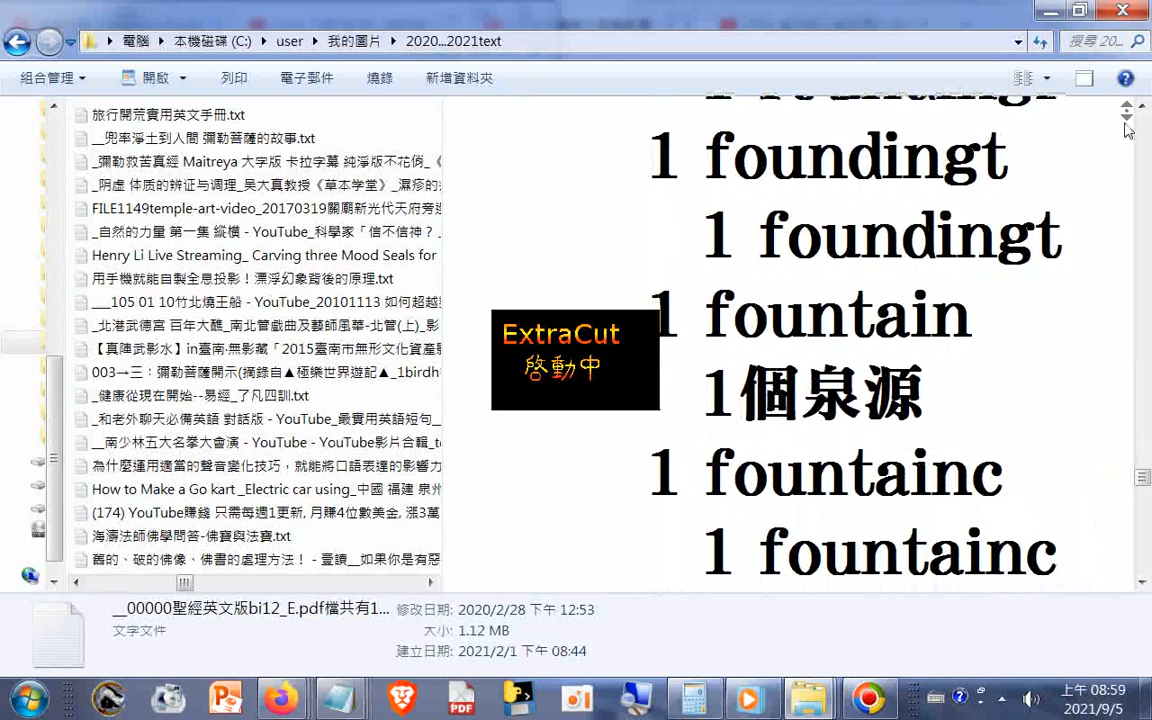 電腦 本機磁碟 (C:) user 我的圖片 2020...2021text 搜尋 20...
組合管理 開啟 列印 電子郵件 燒錄 新增資料夾
旅行開荒實用英文手冊.txt
__兜率淨土到人間 彌勒菩薩的故事.txt
_彌勒救苦真經 Maitreya 大字版 卡拉字幕 純淨版不花俏_《
_阴虚 体质的辨证与调理_吴大真教授《草本学堂》_濕疹的
FILE1149temple-art-video_20170319關廟新光代天府旁邊
_自然的力量 第一集 縱橫 - YouTube_科學家「信不信神？」
Henry Li Live Streaming_ Carving three Mood Seals for
用手機就能自製全息投影！漂浮幻象背後的原理.txt
___105 01 10竹北燒王船 - YouTube_20101113 如何超越
_北港武德宮 百年大醮_南北管戲曲及藝師風華-北管(上)_影
【真陣武影水】in臺南·無影藏「2015臺南市無形文化資產
003→三：彌勒菩薩開示(摘錄自▲極樂世界遊記▲_1birdh
_健康從現在開始--易經_了凡四訓.txt
_和老外聊天必備英語 對話版 - YouTube_最實用英語短句__
__南少林五大名拳大會演 - YouTube - YouTube影片合輯_t
為什麼運用適當的聲音變化技巧，就能將口語表達的影響力
How to Make a Go kart _Electric car using_中國 福建 泉州
(174) YouTube賺錢 只需每週1更新, 月賺4位數美金, 漲3萬
海濤法師佛學問答-佛寶與法寶.txt
舊的、破的佛像、佛書的處理方法！ - 壹讀__如果你是有惡
1 foundingt
1 foundingt
1 foundingt
1 fountain
1個泉源
1 fountainc
1 fountainc
ExtraCut
啓動中
__00000聖經英文版bi12_E.pdf檔共有1... 修改日期: 2020/2/28 下午 12:53
文字文件 大小: 1.12 MB
建立日期: 2021/2/1 下午 08:44
上午 08:59
2021/9/5